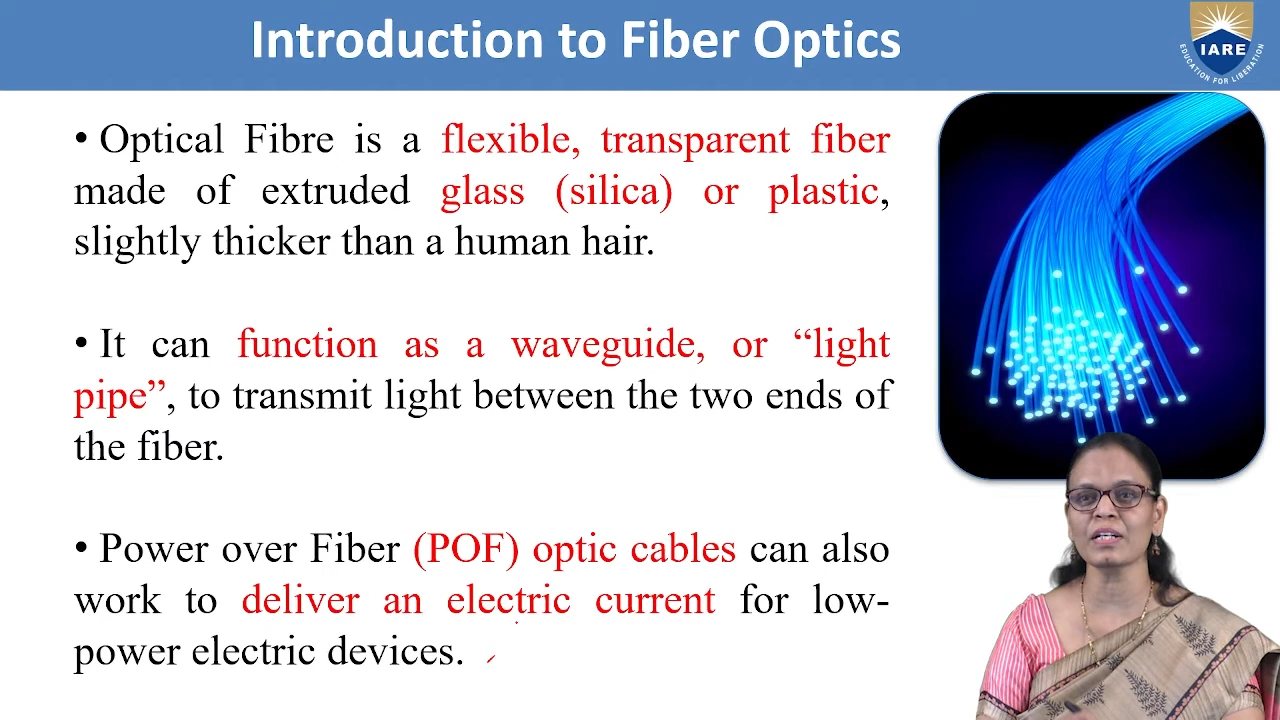 Introduction to Fiber Optics
IARE
EDUCATION FOR LIBERATION
• Optical Fibre is a flexible, transparent fiber
made of extruded glass (silica) or plastic,
slightly thicker than a human hair.
• It can function as a waveguide, or “light
pipe”, to transmit light between the two ends of
the fiber.
• Power over Fiber (POF) optic cables can also
work to deliver an electric current for low-
power electric devices.